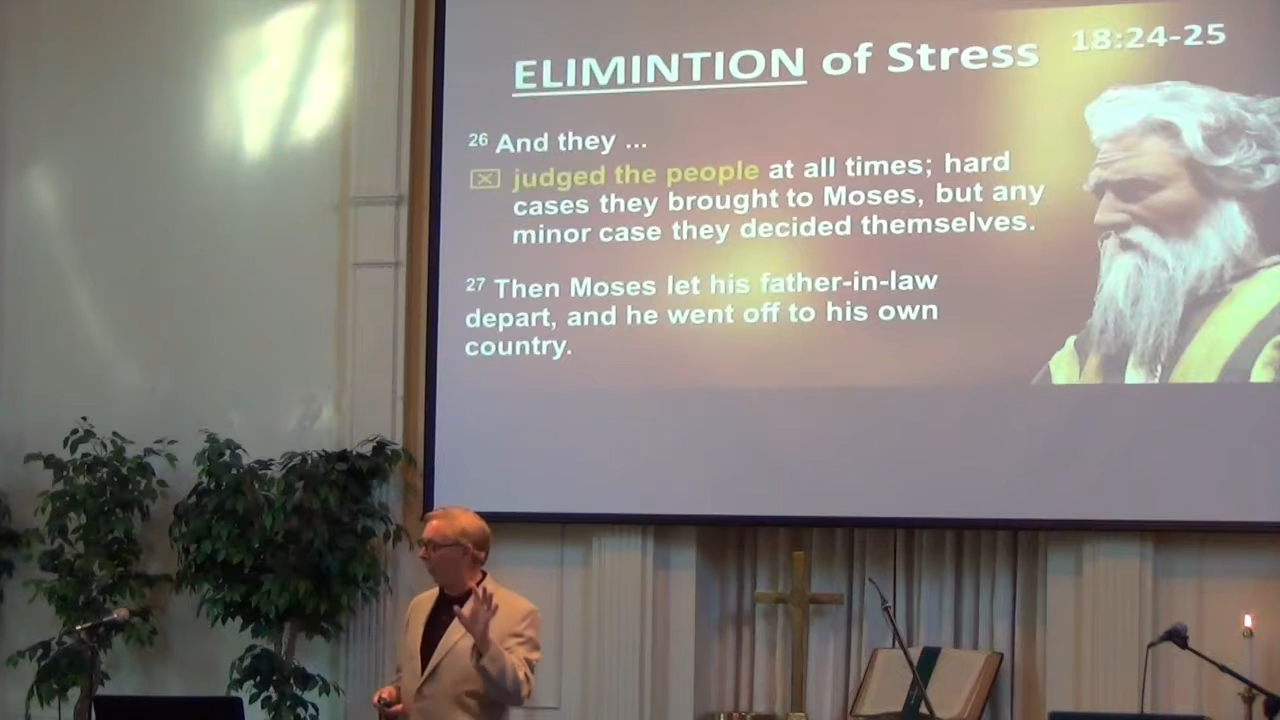 ELIMINTION of Stress 18:24-25
26 And they ...
judged the people at all times; hard
cases they brought to Moses, but any
minor case they decided themselves.
27 Then Moses let his father-in-law
depart, and he went off to his own
country.